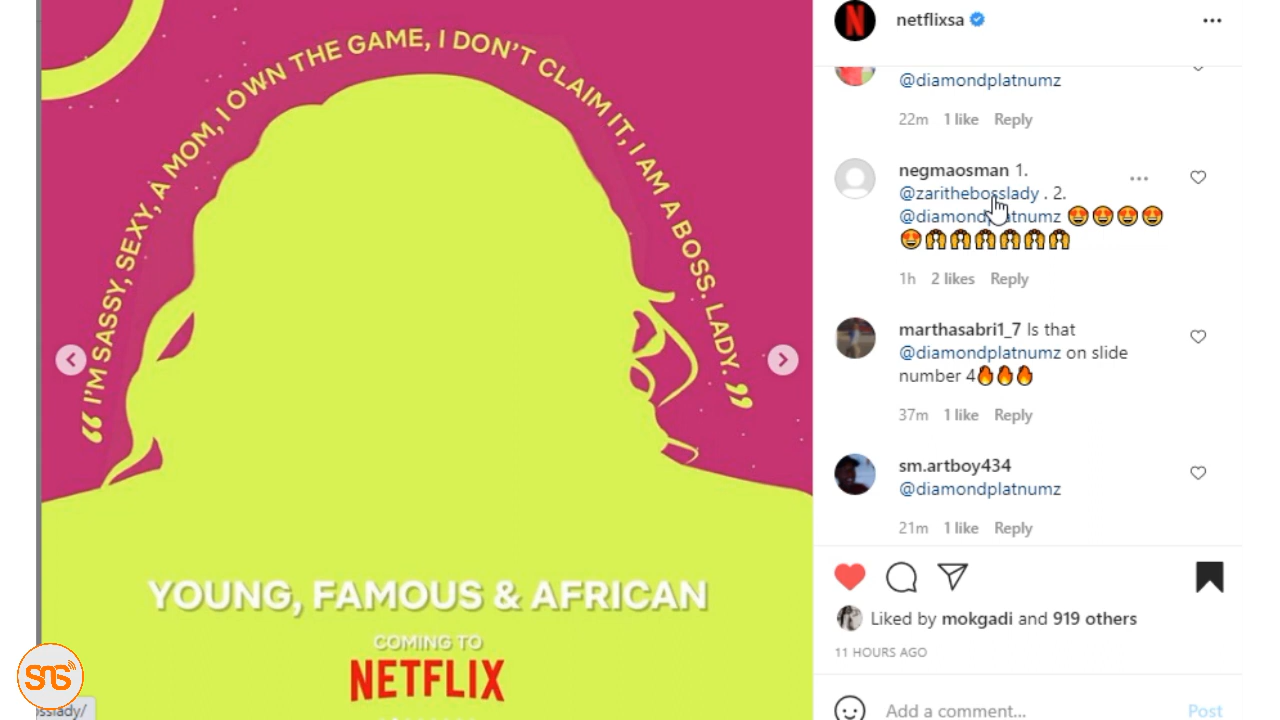 “ I'M SASSY, SEXY, A MOM, I OWN THE GAME, I DON'T CLAIM IT, I AM A BOSS. LADY. ”
YOUNG, FAMOUS & AFRICAN
COMING TO
NETFLIX
SNS
sslady/
N
netflixsa
@diamondplatnumz
22m 1 like Reply
negmaosman 1.
@zarithebosslady . 2.
@diamondplatnumz 😍😍😍😍
😍🙌🙌🙌🙌🙌🙌
1h 2 likes Reply
marthasabri1_7 Is that
@diamondplatnumz on slide
number 4🔥🔥🔥
37m 1 like Reply
sm.artboy434
@diamondplatnumz
21m 1 like Reply
Liked by mokgadi and 919 others
11 HOURS AGO
Add a comment... Post